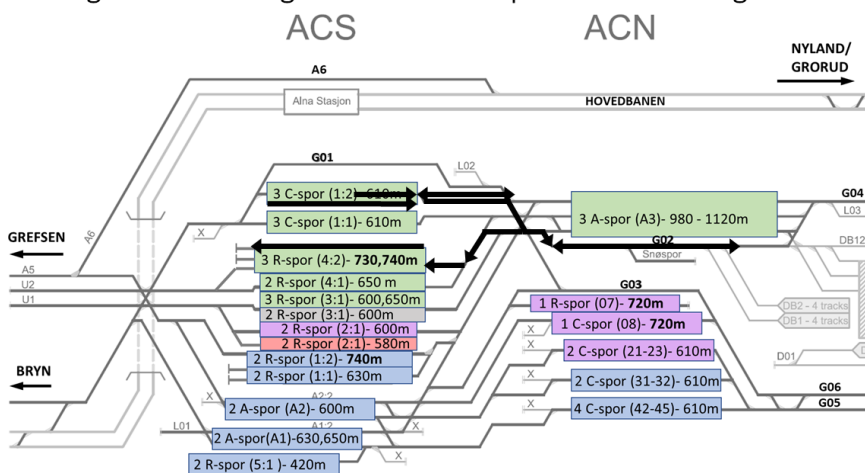 ACS
ACN
NYLAND/
GRORUD
A6
Alna Stasjon
HOVEDBANEN
G01
L02
3 C-spor (1:2)- 610m
3 C-spor (1:1)- 610m
X
A6
GREFSEN
A5
U2
U1
3 R-spor (4:2)- 730,740m
2 R-spor (4:1)- 650 m
3 R-spor (3:1)- 600,650m
2 R-spor (3:1)- 600m
2 R-spor (2:1)- 600m
2 R-spor (2:1)- 580m
2 R-spor (1:2)- 740m
2 R-spor (1:1)- 630m
BRYN
X
A2:2
2 A-spor (A2)- 600m
L01
A1:2
X
2 A-spor(A1)-630,650m
2 R-spor (5:1 )- 420m
X
3 A-spor (A3)- 980 - 1120m
G04
L03
G02
DB12
Snøspor
G03
1 R-spor (07)- 720m
X
1 C-spor (08)- 720m
X
2 C-spor (21-23)- 610m
X
2 C-spor (31-32)- 610m
X
4 C-spor (42-45)- 610m
DB2 - 4 tracks
DB1 - 4 tracks
D01
G06
G05